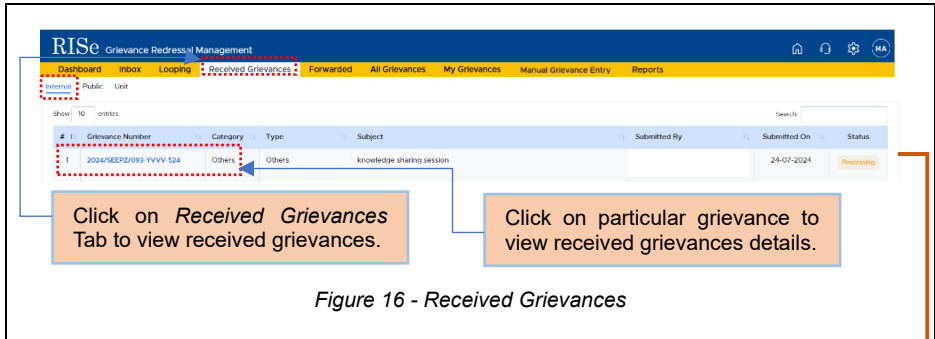 RISe Grievance Redressal Management
MA
Dashboard Inbox Looping Received Grievances Forwarded All Grievances My Grievances Manual Grievance Entry Reports
Internal Public Unit
Show 10 entries Search:
# Grievance Number Category Type Subject Submitted By Submitted On Status
1 2024/SEEPZ/093-YVVV-524 Others Others knowledge sharing session 24-07-2024 Processing
Click on Received Grievances
Tab to view received grievances.
Click on particular grievance to
view received grievances details.
Figure 16 - Received Grievances